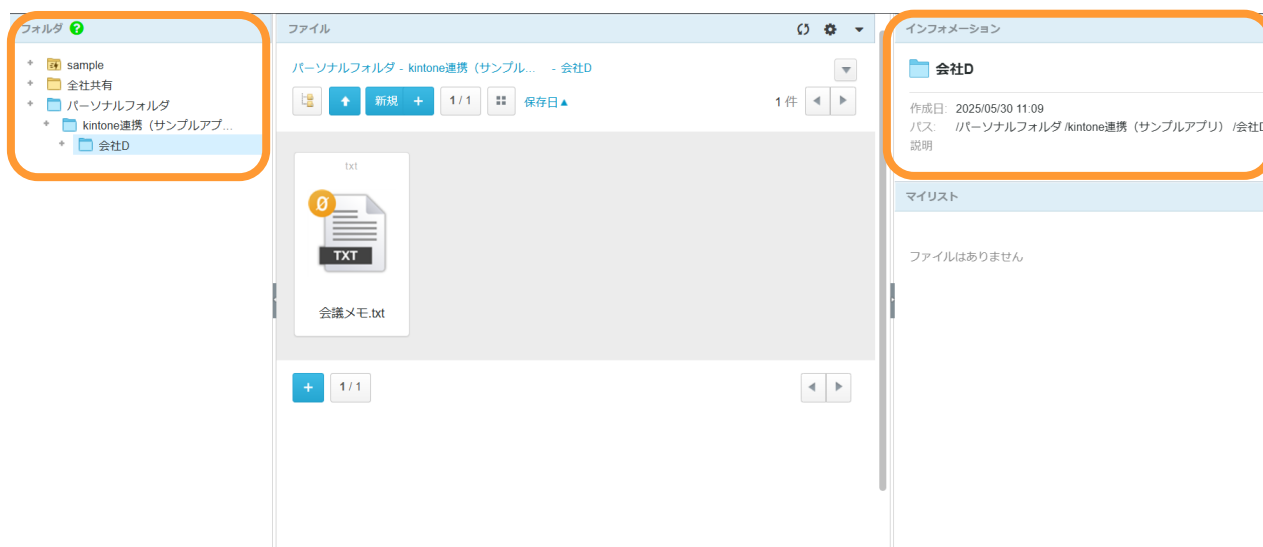 フォルダ ?
sample
全社共有
パーソナルフォルダ
kintone連携（サンプルアプ...
会社D
ファイル
パーソナルフォルダ - kintone連携（サンプル... - 会社D
新規 +
1 / 1
保存日▲
1 件
txt
TXT
会議メモ.txt
+
1 / 1
インフォメーション
会社D
作成日: 2025/05/30 11:09
パス: /パーソナルフォルダ /kintone連携（サンプルアプリ） /会社D
説明
マイリスト
ファイルはありません